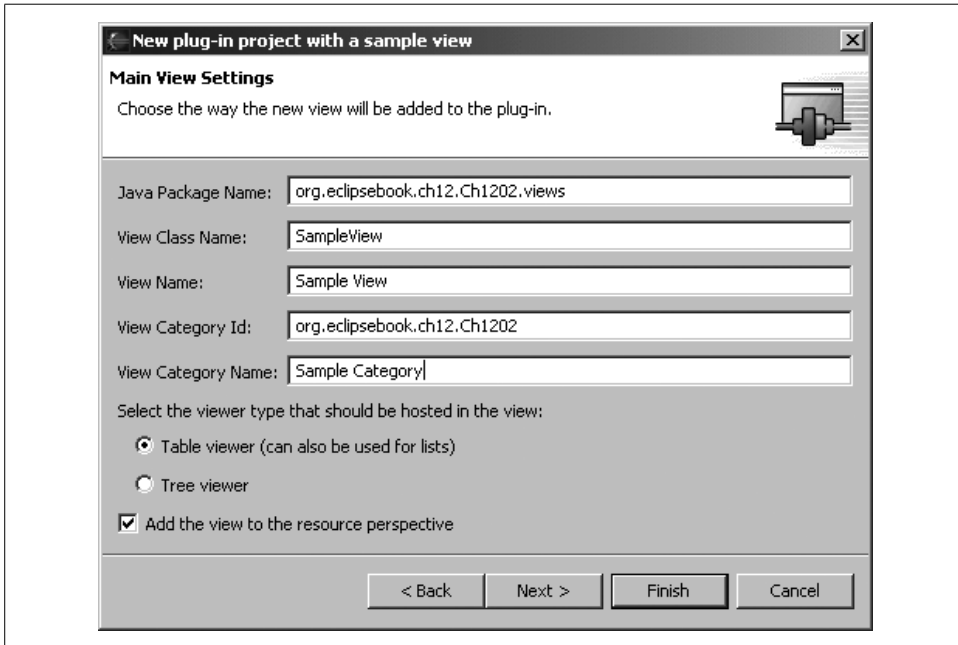 New plug-in project with a sample view
Main View Settings
Choose the way the new view will be added to the plug-in.
Java Package Name: org.eclipsebook.ch12.Ch1202.views
View Class Name: SampleView
View Name: Sample View
View Category Id: org.eclipsebook.ch12.Ch1202
View Category Name: Sample Category
Select the viewer type that should be hosted in the view:
Table viewer (can also be used for lists)
Tree viewer
Add the view to the resource perspective
< Back Next > Finish Cancel